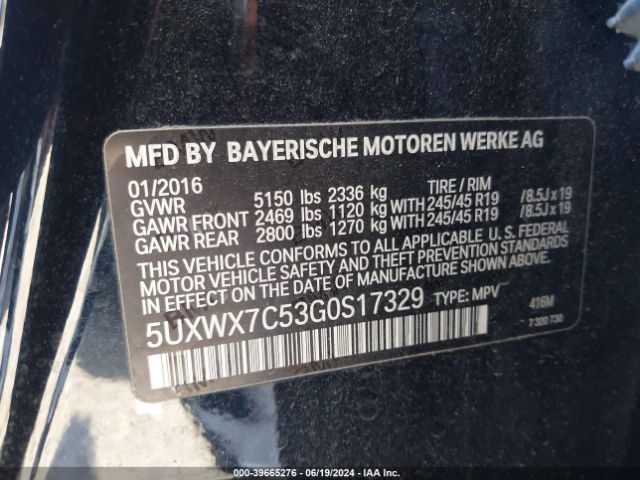 MFD BY BAYERISCHE MOTOREN WERKE AG
01/2016 TIRE / RIM
GVWR 5150 lbs 2336 kg
GAWR FRONT 2469 lbs 1120 kg WITH 245/45 R19 /8.5J x 19
GAWR REAR 2800 lbs 1270 kg WITH 245/45 R19 /8.5J x 19
THIS VEHICLE CONFORMS TO ALL APPLICABLE U.S. FEDERAL
MOTOR VEHICLE SAFETY, BUMPER, AND THEFT PREVENTION
STANDARDS IN EFFECT ON THE DATE OF MANUFACTURE SHOWN ABOVE.
5UXWX7C53G0S17329 TYPE: MPV 416M
7 320 730
000-39665276 - 06/19/2024 - IAA Inc.